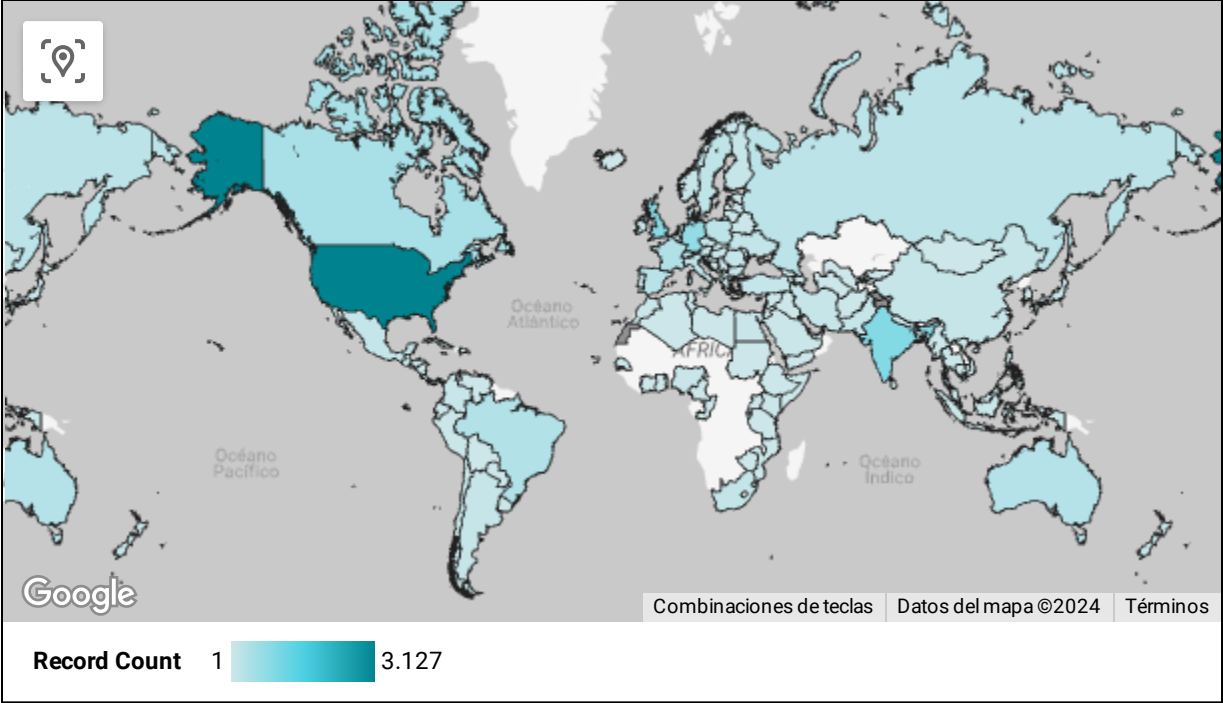 Océano
Atlántico
ÁFRICA
Océano
Pacífico
Océano
Índico
Google
Combinaciones de teclas
Datos del mapa ©2024
Términos
Record Count 1 3.127